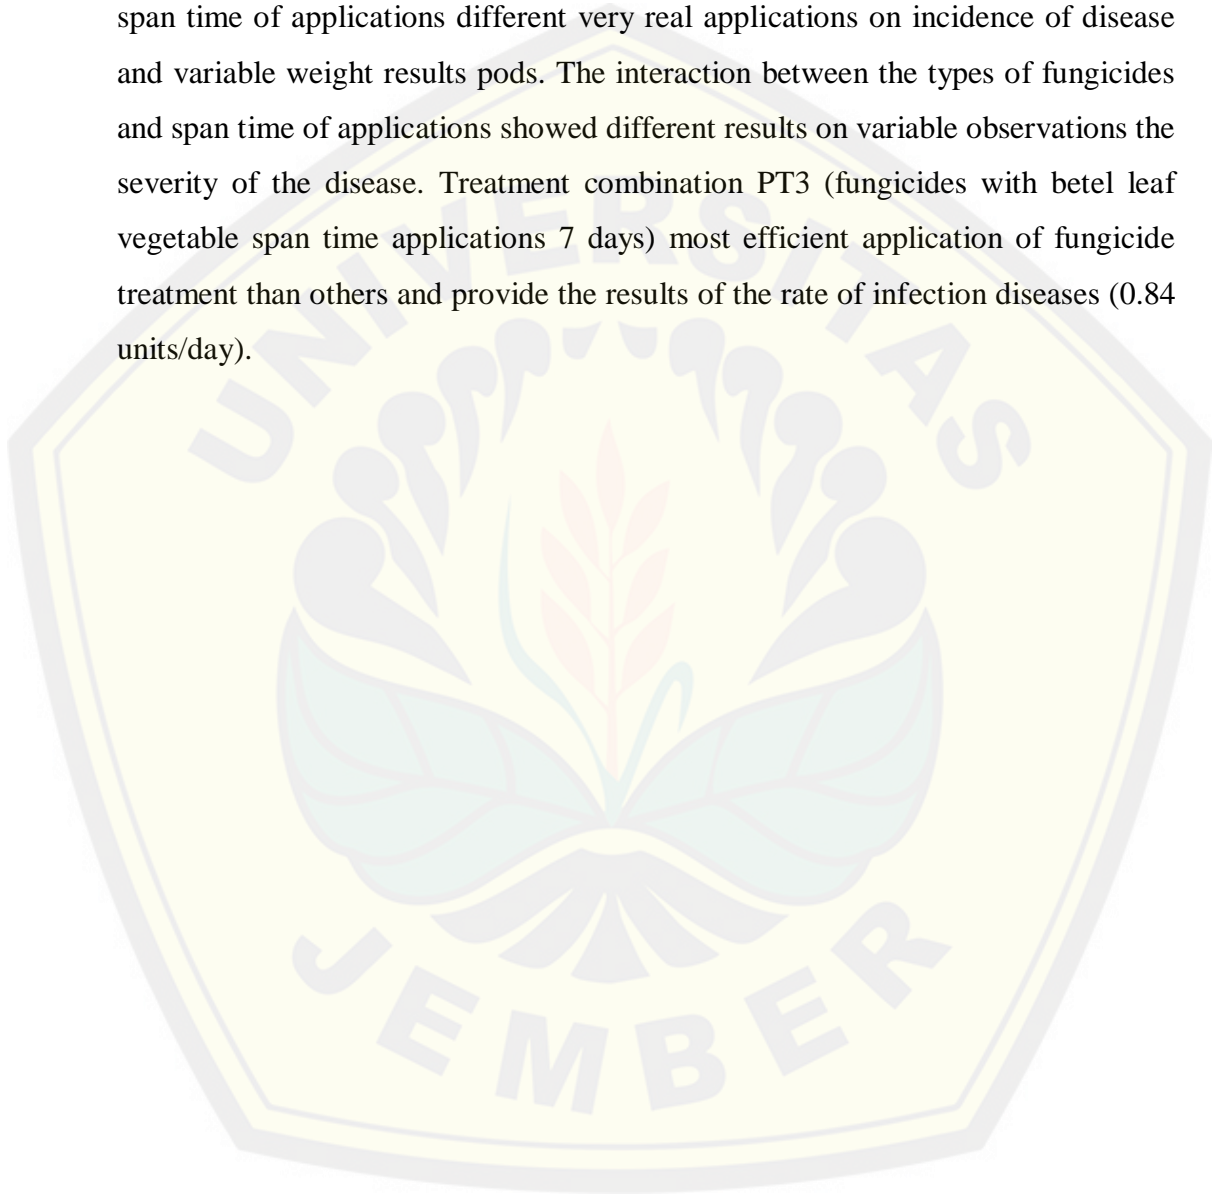 span time of applications different very real applications on incidence of disease
and variable weight results pods. The interaction between the types of fungicides
and span time of applications showed different results on variable observations the
severity of the disease. Treatment combination PT3 (fungicides with betel leaf
vegetable span time applications 7 days) most efficient application of fungicide
treatment than others and provide the results of the rate of infection diseases (0.84
units/day).
UNIVERSITAS
JEMBER